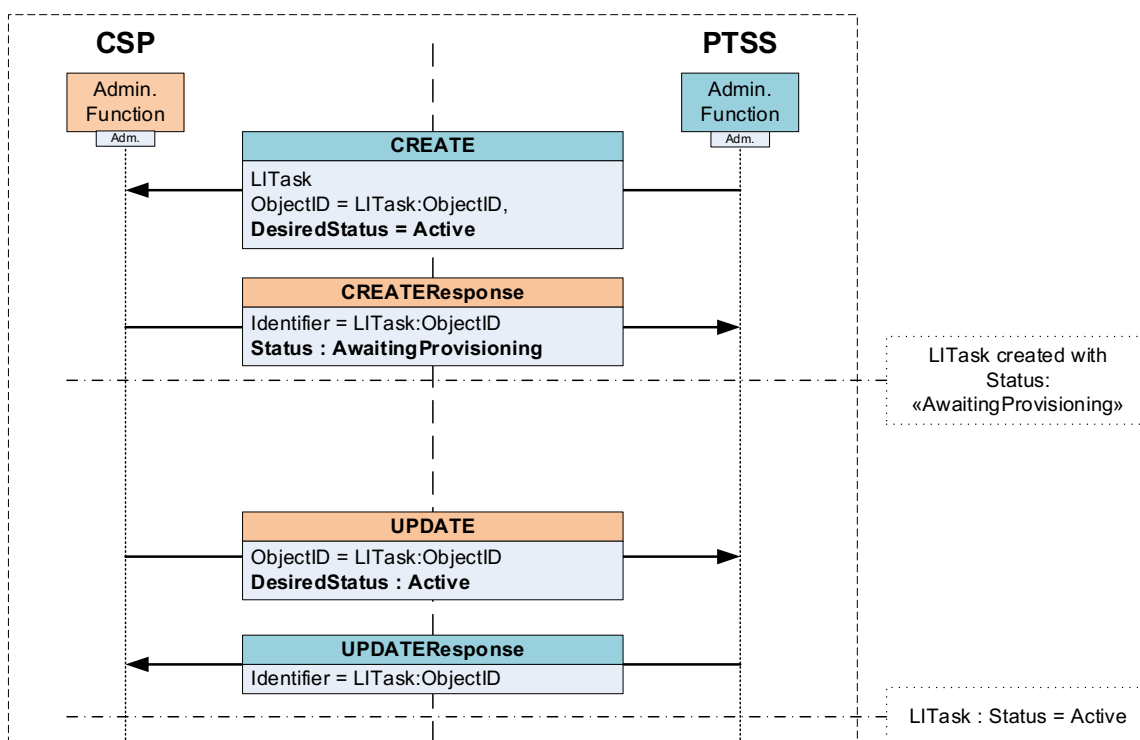 CSP
PTSS
Admin.
Function
Adm.
Admin.
Function
Adm.
CREATE
LITask
ObjectID = LITask:ObjectID,
DesiredStatus = Active
CREATEResponse
Identifier = LITask:ObjectID
Status : AwaitingProvisioning
LITask created with
Status:
«AwaitingProvisioning»
UPDATE
ObjectID = LITask:ObjectID
DesiredStatus : Active
UPDATEResponse
Identifier = LITask:ObjectID
LITask : Status = Active